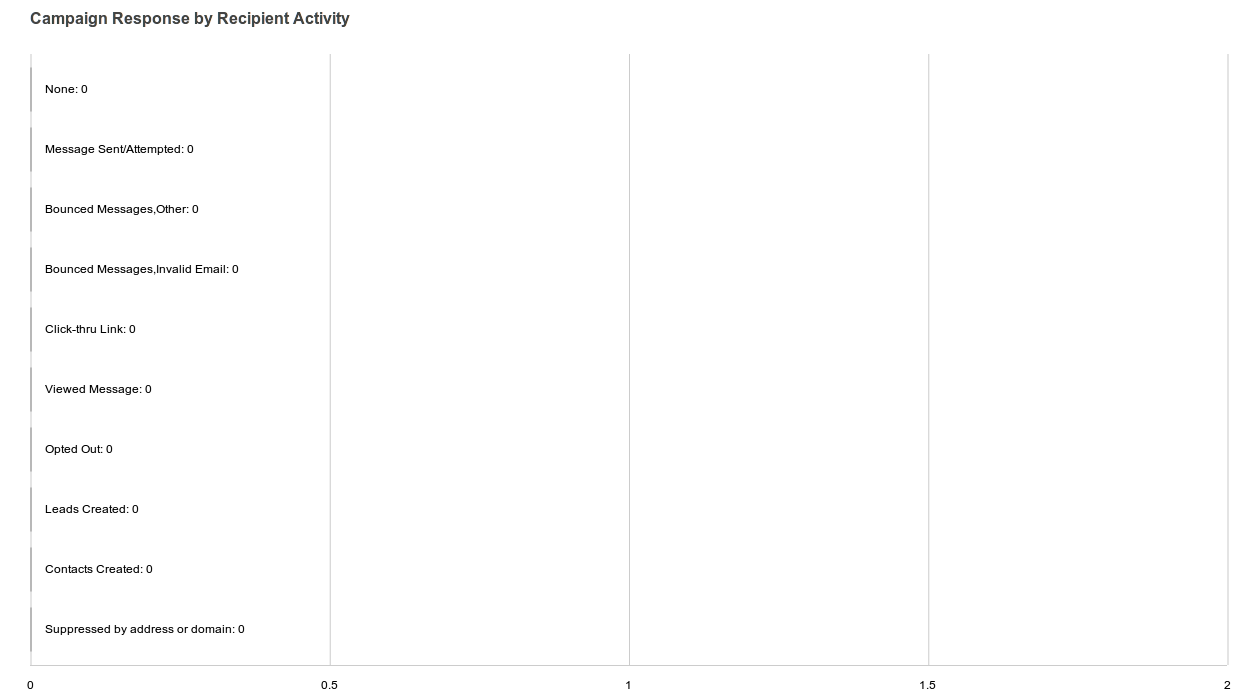 Campaign Response by Recipient Activity
None: 0
Message Sent/Attempted: 0
Bounced Messages,Other: 0
Bounced Messages,Invalid Email: 0
Click-thru Link: 0
Viewed Message: 0
Opted Out: 0
Leads Created: 0
Contacts Created: 0
Suppressed by address or domain: 0
0 0.5 1 1.5 2